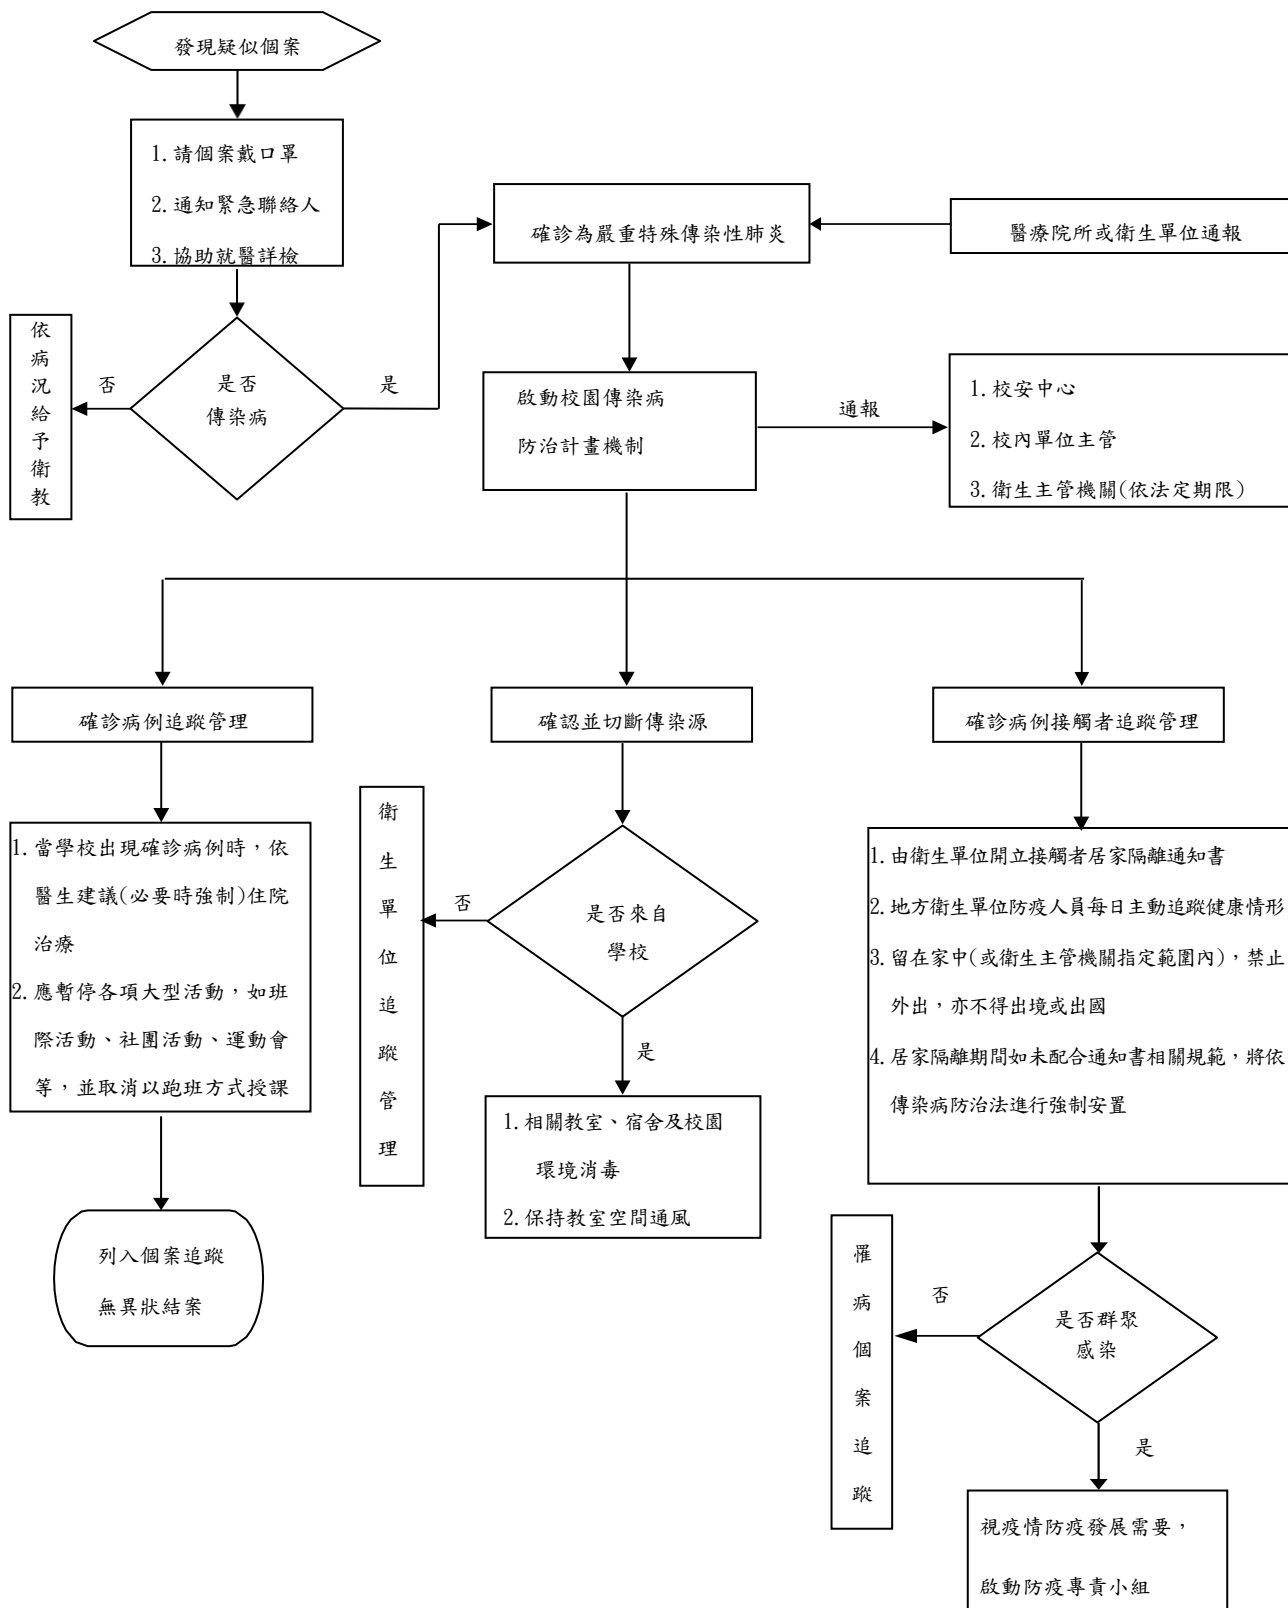 發現疑似個案
1.請個案戴口罩
2.通知緊急聯絡人
3.協助就醫詳檢
確診為嚴重特殊傳染性肺炎
醫療院所或衛生單位通報
依病況給予衛教
否
是否
傳染病
是
啟動校園傳染病
防治計畫機制
通報
1.校安中心
2.校內單位主管
3.衛生主管機關(依法定期限)
確診病例追蹤管理
確認並切斷傳染源
確診病例接觸者追蹤管理
1.當學校出現確診病例時，依
醫生建議(必要時強制)住院
治療
2.應暫停各項大型活動，如班
際活動、社團活動、運動會
等，並取消以跑班方式授課
列入個案追蹤
無異狀結案
衛生單位追蹤管理
否
是否來自
學校
是
1.相關教室、宿舍及校園
環境消毒
2.保持教室空間通風
1.由衛生單位開立接觸者居家隔離通知書
2.地方衛生單位防疫人員每日主動追蹤健康情形
3.留在家中(或衛生主管機關指定範圍內)，禁止
外出，亦不得出境或出國
4.居家隔離期間如未配合通知書相關規範，將依
傳染病防治法進行強制安置
罹病個案追蹤
否
是否群聚
感染
是
視疫情防疫發展需要，
啟動防疫專責小組